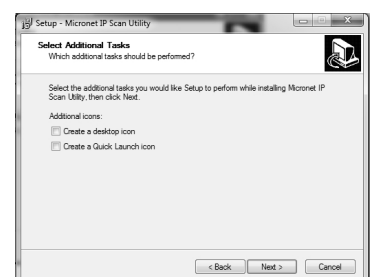 Setup - Micronet IP Scan Utility
Select Additional Tasks
Which additional tasks should be performed?
Select the additional tasks you would like Setup to perform while installing Micronet IP
Scan Utility, then click Next.
Additional icons:
Create a desktop icon
Create a Quick Launch icon
< Back
Next >
Cancel